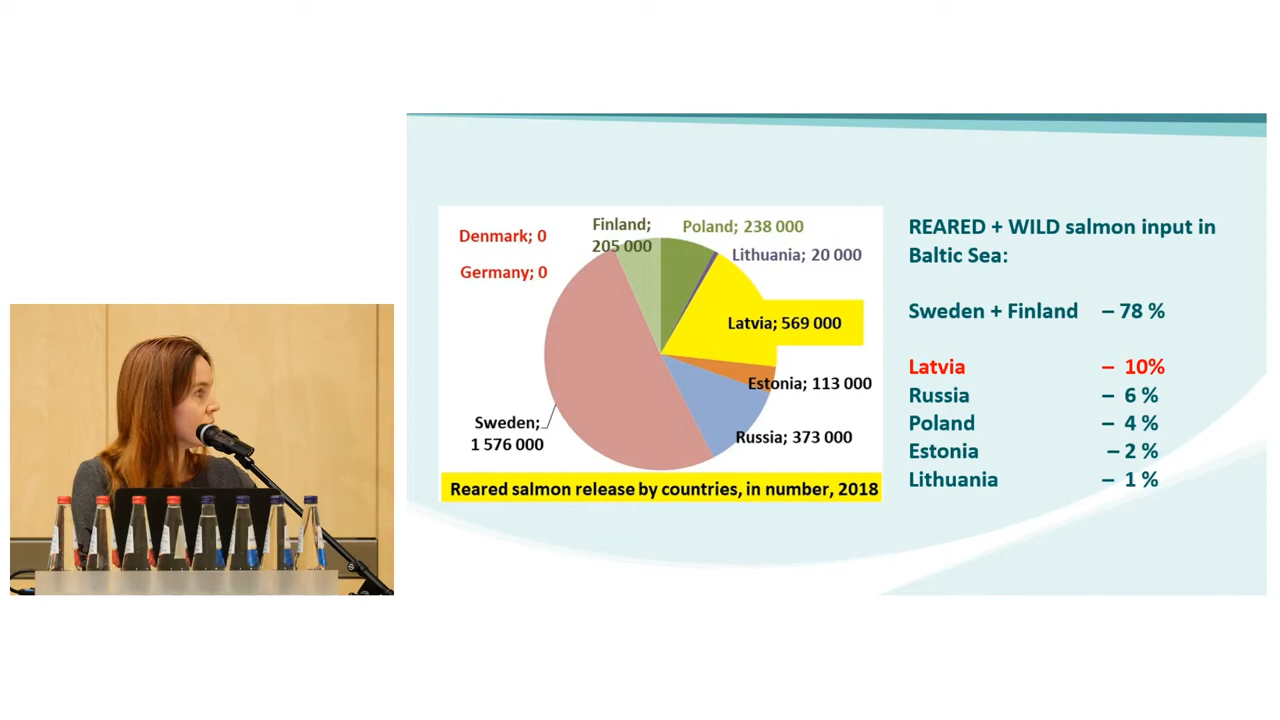 Denmark; 0
Germany; 0
Finland;
205 000
Poland; 238 000
Lithuania; 20 000
Latvia; 569 000
Estonia; 113 000
Russia; 373 000
Sweden;
1 576 000
Reared salmon release by countries, in number, 2018
REARED + WILD salmon input in
Baltic Sea:
Sweden + Finland – 78 %
Latvia – 10%
Russia – 6 %
Poland – 4 %
Estonia – 2 %
Lithuania – 1 %